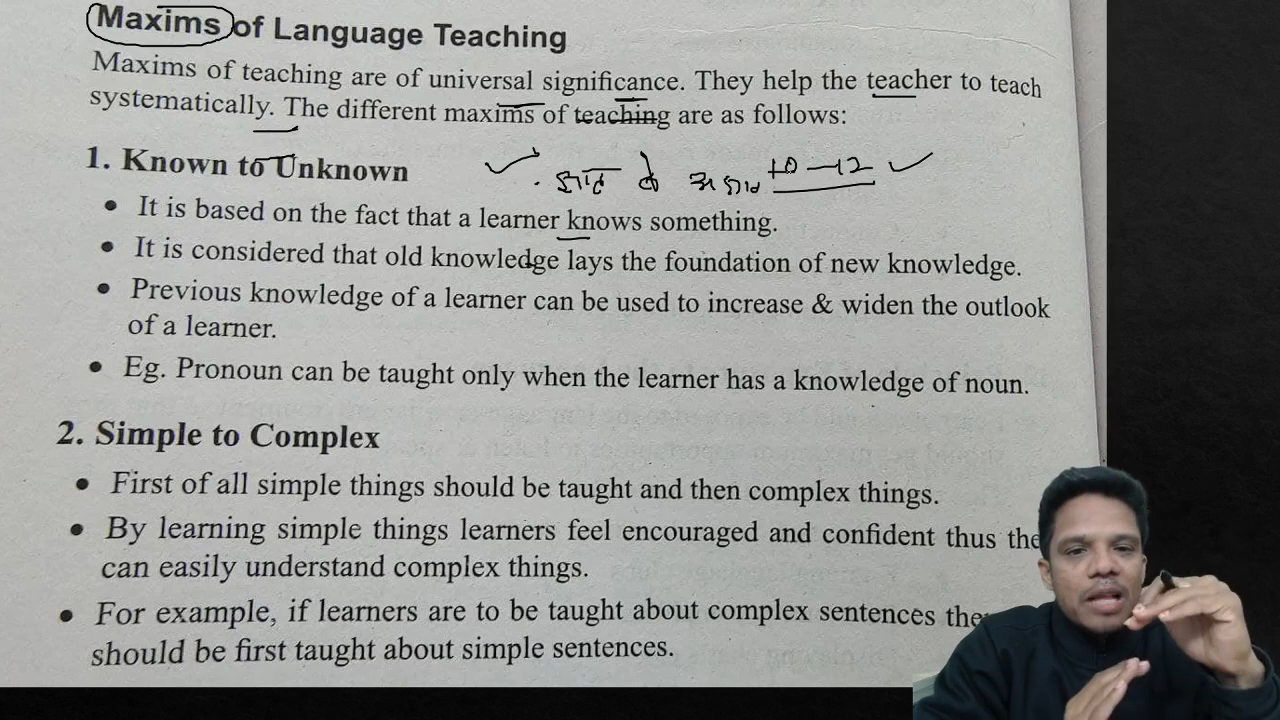 Maxims of Language Teaching
Maxims of teaching are of universal significance. They help the teacher to teach
systematically. The different maxims of teaching are as follows:
1. Known to Unknown
ज्ञात से अज्ञात 10-12
• It is based on the fact that a learner knows something.
• It is considered that old knowledge lays the foundation of new knowledge.
• Previous knowledge of a learner can be used to increase & widen the outlook
of a learner.
• Eg. Pronoun can be taught only when the learner has a knowledge of noun.
2. Simple to Complex
• First of all simple things should be taught and then complex things.
• By learning simple things learners feel encouraged and confident thus the
can easily understand complex things.
• For example, if learners are to be taught about complex sentences the
should be first taught about simple sentences.